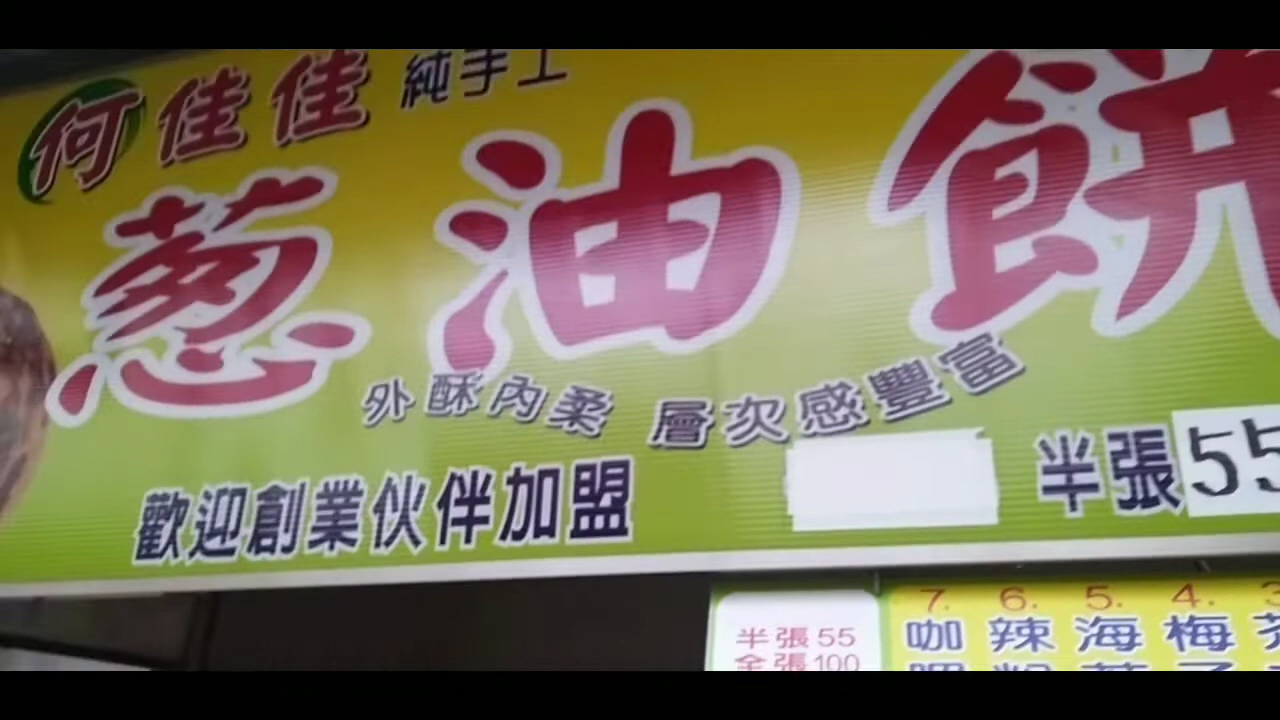 何佳佳 純手工
蔥油餅
外酥內柔 層次感豐富
歡迎創業伙伴加盟
半張55
半張55
全張100
7. 6. 5. 4. 3
咖 辣 海 梅